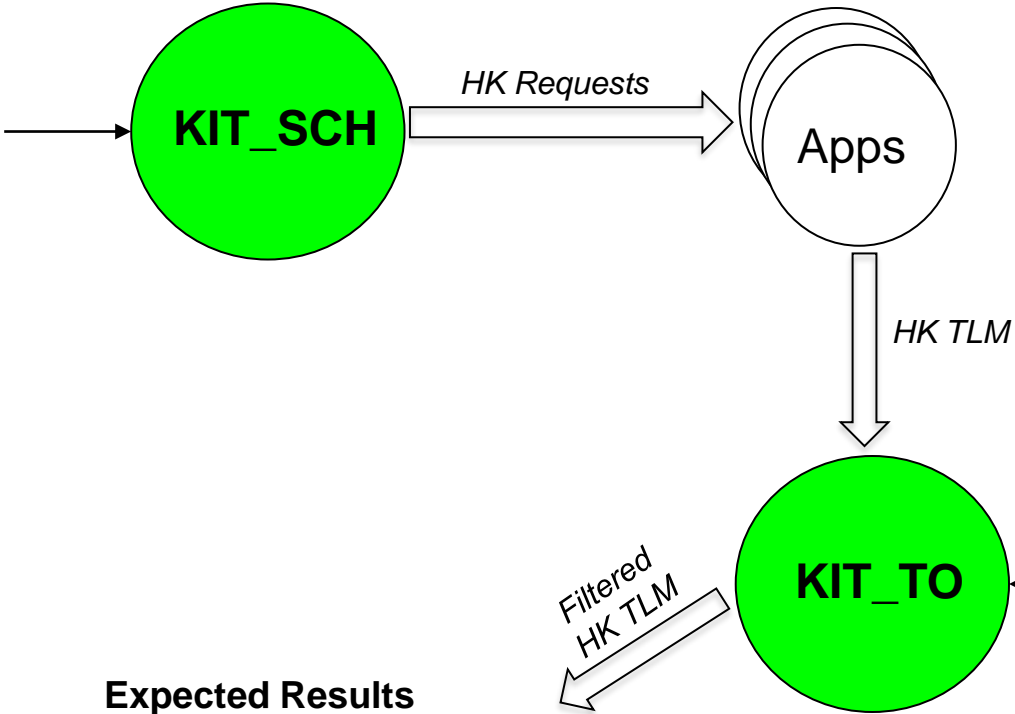 HK Requests
KIT_SCH
Apps
HK TLM
KIT_TO
Filtered
HK TLM
Expected Results